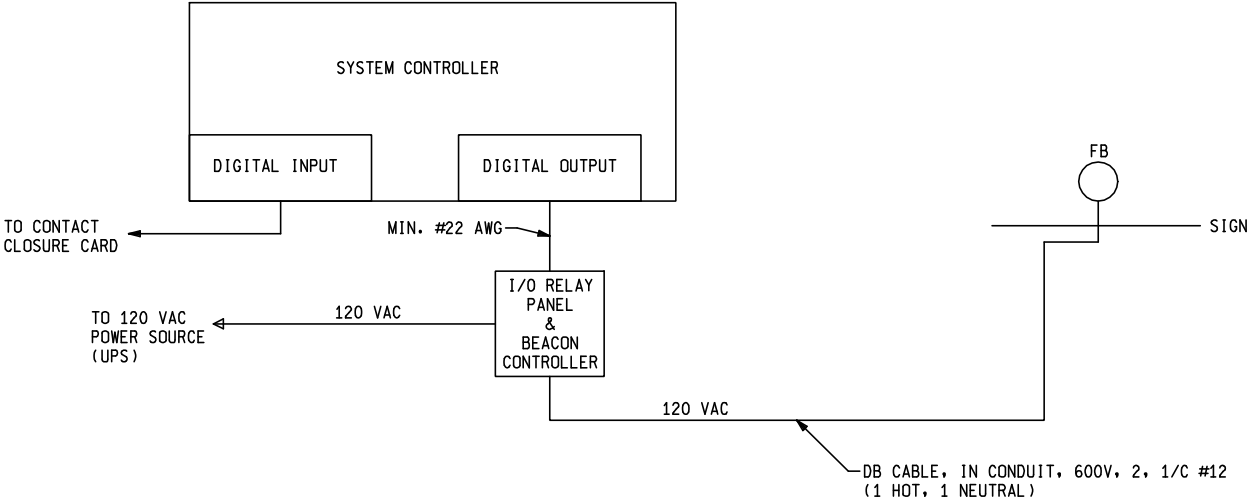 SYSTEM CONTROLLER
DIGITAL INPUT
DIGITAL OUTPUT
FB
TO CONTACT
CLOSURE CARD
MIN. #22 AWG
SIGN
I/O RELAY
PANEL
&
BEACON
CONTROLLER
120 VAC
TO 120 VAC
POWER SOURCE
(UPS)
120 VAC
DB CABLE, IN CONDUIT, 600V, 2, 1/C #12
(1 HOT, 1 NEUTRAL)